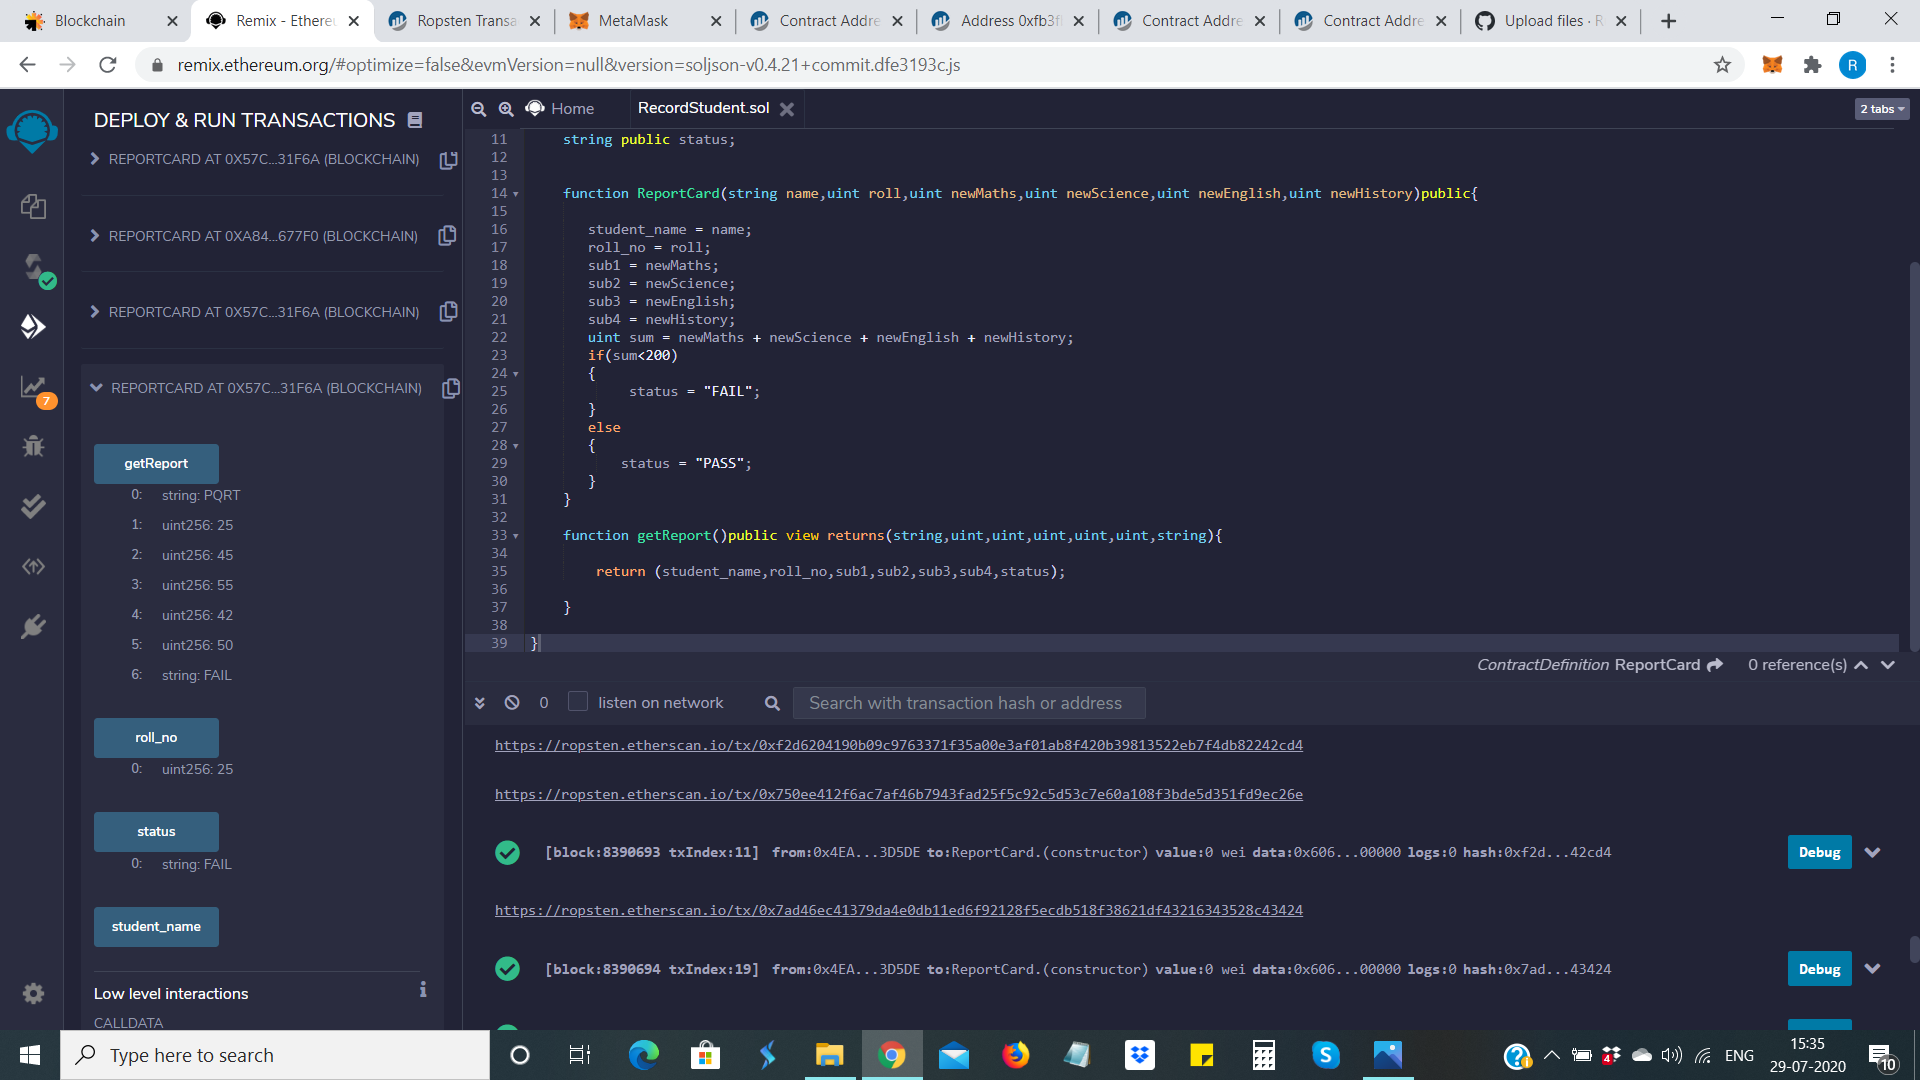 Blockchain
Remix - Ethereu
Ropsten Transa
MetaMask
Contract Addre
Address 0xfb3f
Contract Addre
Contract Addre
Upload files · R
remix.ethereum.org/#optimize=false&evmVersion=null&version=soljson-v0.4.21+commit.dfe3193c.js
R
DEPLOY & RUN TRANSACTIONS
REPORTCARD AT 0X57C...31F6A (BLOCKCHAIN)
REPORTCARD AT 0XA84...677F0 (BLOCKCHAIN)
REPORTCARD AT 0X57C...31F6A (BLOCKCHAIN)
REPORTCARD AT 0X57C...31F6A (BLOCKCHAIN)
7
getReport
0: string: PQRT
1: uint256: 25
2: uint256: 45
3: uint256: 55
4: uint256: 42
5: uint256: 50
6: string: FAIL
roll_no
0: uint256: 25
status
0: string: FAIL
student_name
Low level interactions
i
CALLDATA
Home
RecordStudent.sol
2 tabs
11 string public status;
12
13
14 function ReportCard(string name,uint roll,uint newMaths,uint newScience,uint newEnglish,uint newHistory)public{
15
16 student_name = name;
17 roll_no = roll;
18 sub1 = newMaths;
19 sub2 = newScience;
20 sub3 = newEnglish;
21 sub4 = newHistory;
22 uint sum = newMaths + newScience + newEnglish + newHistory;
23 if(sum<200)
24 {
25 status = "FAIL";
26 }
27 else
28 {
29 status = "PASS";
30 }
31 }
32
33 function getReport()public view returns(string,uint,uint,uint,uint,uint,string){
34
35 return (student_name,roll_no,sub1,sub2,sub3,sub4,status);
36
37 }
38
39 }
ContractDefinition ReportCard 0 reference(s)
0 listen on network Search with transaction hash or address
https://ropsten.etherscan.io/tx/0xf2d6204190b09c9763371f35a00e3af01ab8f420b39813522eb7f4db82242cd4
https://ropsten.etherscan.io/tx/0x750ee412f6ac7af46b7943fad25f5c92c5d53c7e60a108f3bde5d351fd9ec26e
[block:8390693 txIndex:11] from:0x4EA...3D5DE to:ReportCard.(constructor) value:0 wei data:0x606...00000 logs:0 hash:0xf2d...42cd4 Debug
https://ropsten.etherscan.io/tx/0x7ad46ec41379da4e0db11ed6f92128f5ecdb518f38621df43216343528c43424
[block:8390694 txIndex:19] from:0x4EA...3D5DE to:ReportCard.(constructor) value:0 wei data:0x606...00000 logs:0 hash:0x7ad...43424 Debug
Type here to search
4
ENG
15:35
29-07-2020
10